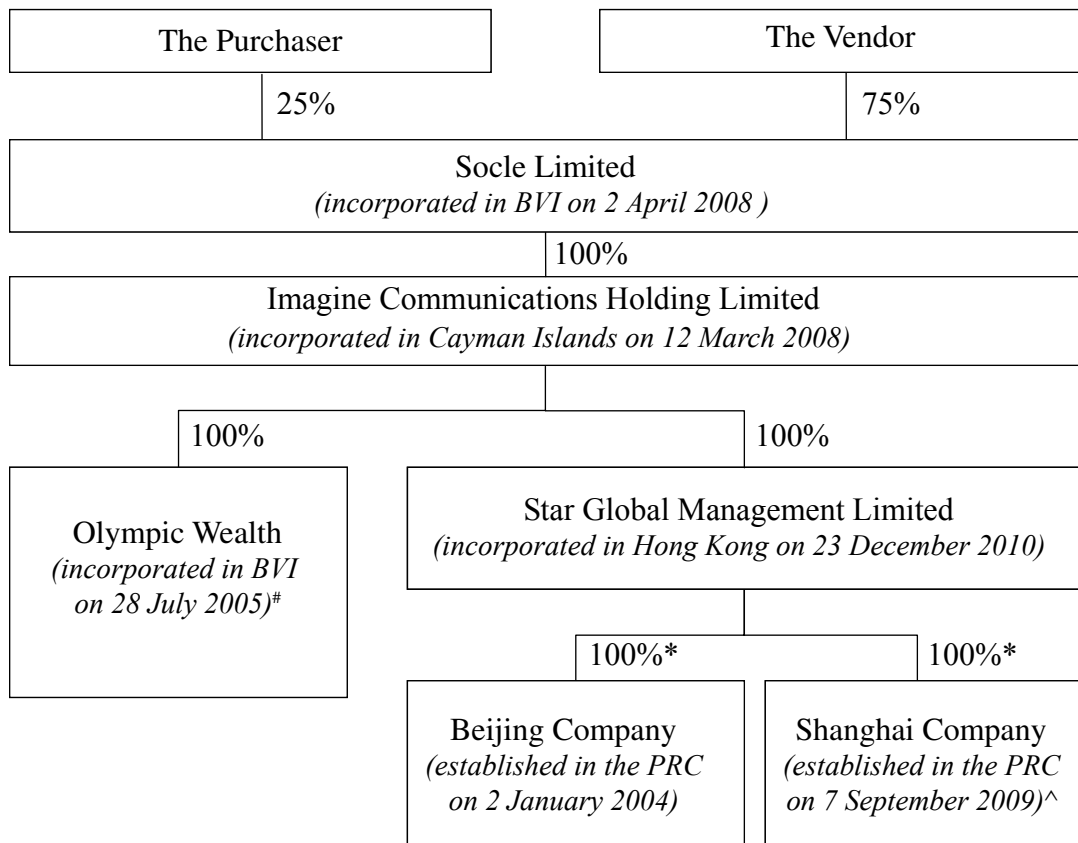 The Purchaser
The Vendor
25%
75%
Socle Limited
(incorporated in BVI on 2 April 2008 )
100%
Imagine Communications Holding Limited
(incorporated in Cayman Islands on 12 March 2008)
100%
100%
Olympic Wealth
(incorporated in BVI
on 28 July 2005)#
Star Global Management Limited
(incorporated in Hong Kong on 23 December 2010)
100%*
100%*
Beijing Company
(established in the PRC
on 2 January 2004)
Shanghai Company
(established in the PRC
on 7 September 2009)^